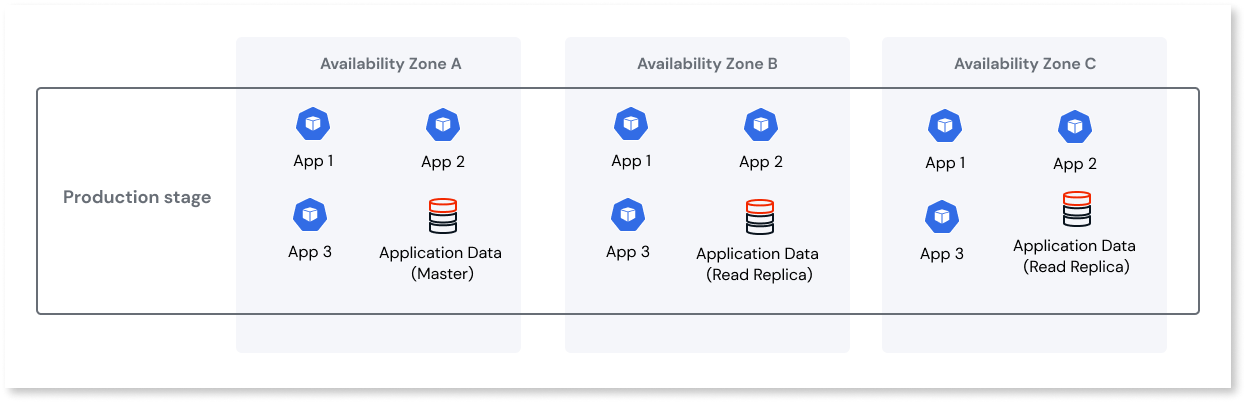 Availability Zone A
Availability Zone B
Availability Zone C
Production stage
App 1
App 2
App 3
Application Data
(Master)
App 1
App 2
App 3
Application Data
(Read Replica)
App 1
App 2
App 3
Application Data
(Read Replica)